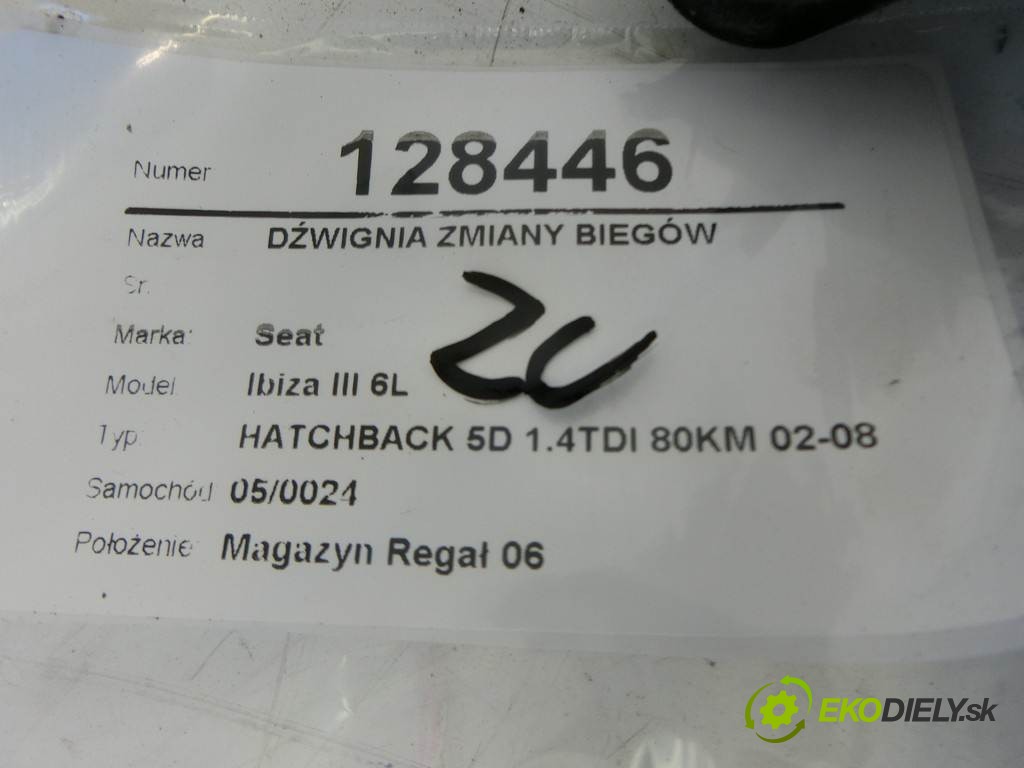 Numer 128446
Nazwa DŹWIGNIA ZMIANY BIEGÓW
Sr.
Marka: Seat
Model Ibiza III 6L
Typ HATCHBACK 5D 1.4TDI 80KM 02-08
Samochód 05/0024
Położenie: Magazyn Regał 06
EKODIELY.sk